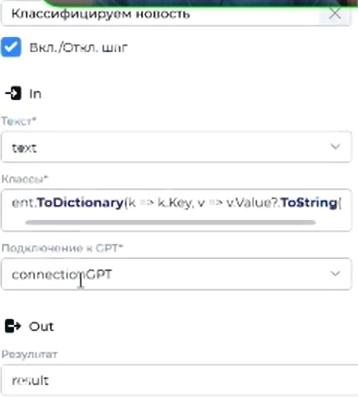 Классифицируем новость
Вкл./Откл. шаг
In
Текст*
text
Классы*
ent.ToDictionary(k => k.Key, v => v.Value?.ToString(
Подключение к GPT*
connectionGPT
Out
Результат
result